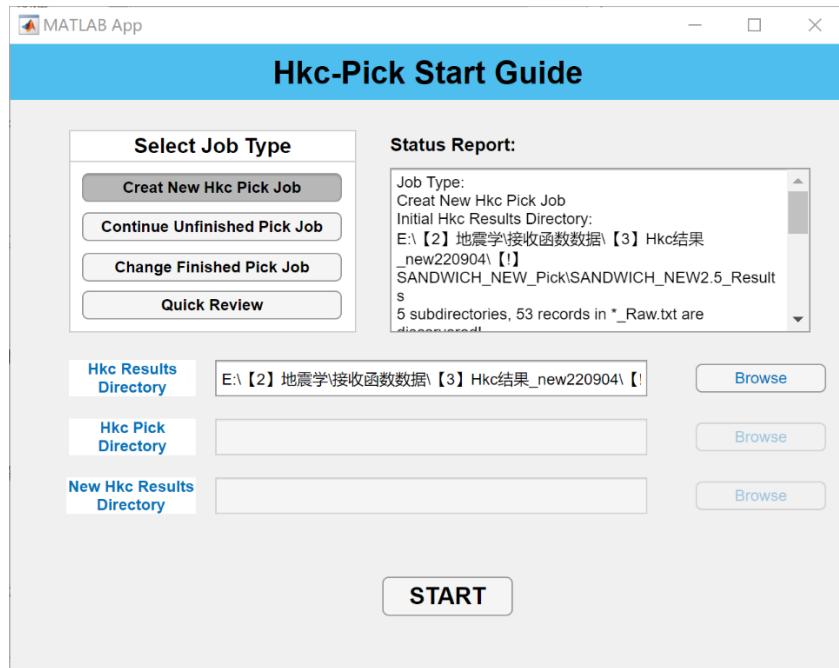 MATLAB App
Hkc-Pick Start Guide
Select Job Type
Creat New Hkc Pick Job
Continue Unfinished Pick Job
Change Finished Pick Job
Quick Review
Status Report:
Job Type:
Creat New Hkc Pick Job
Initial Hkc Results Directory:
E:\【2】地震学\接收函数数据\【3】Hkc结果
_new220904\【!】
SANDWICH_NEW_Pick\SANDWICH_NEW2.5_Result
s
5 subdirectories, 53 records in *_Raw.txt are
Hkc Results
Directory
E:\【2】地震学\接收函数数据\【3】Hkc结果_new220904\【!
Browse
Hkc Pick
Directory
Browse
New Hkc Results
Directory
Browse
START